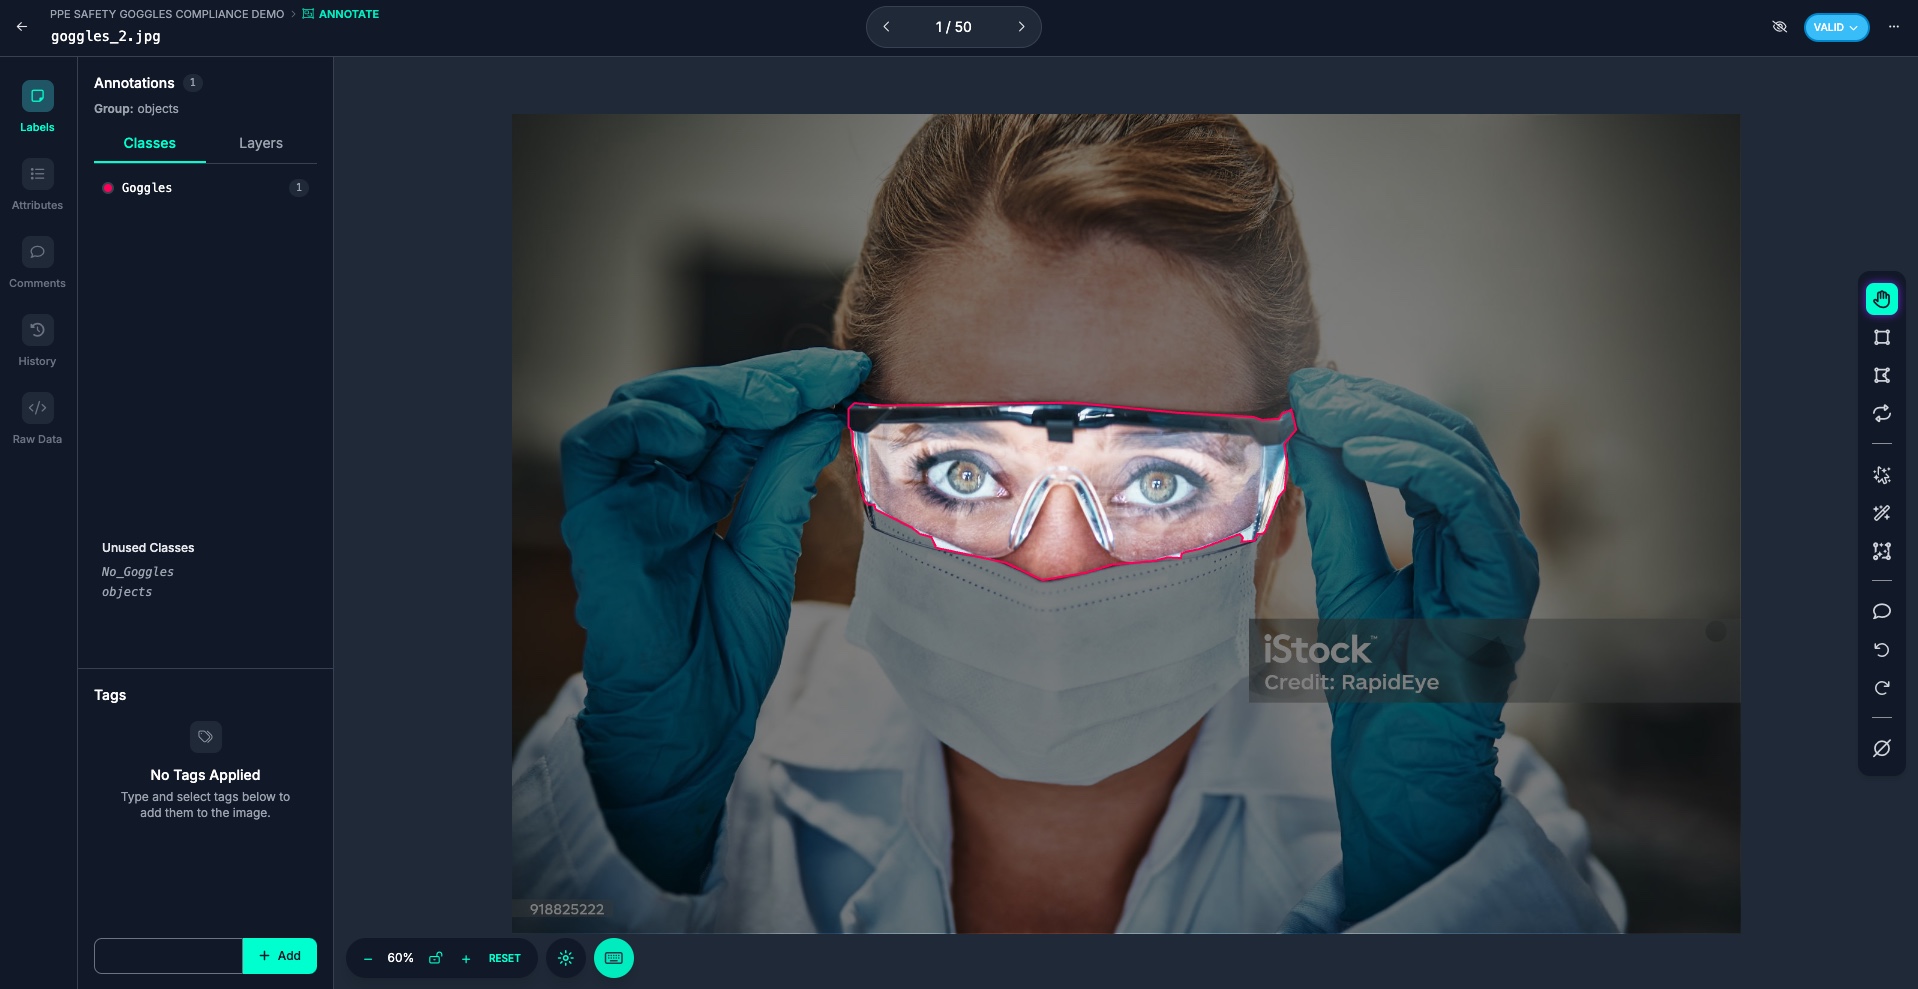 PPE SAFETY GOGGLES COMPLIANCE DEMO > ANNOTATE
goggles_2.jpg
1 / 50
VALID
Labels
Attributes
Comments
History
Raw Data
Annotations 1
Group: objects
Classes Layers
Goggles 1
Unused Classes
No_Goggles
objects
Tags
No Tags Applied
Type and select tags below to
add them to the image.
+ Add
iStock™
Credit: RapidEye
918825222
60%
RESET